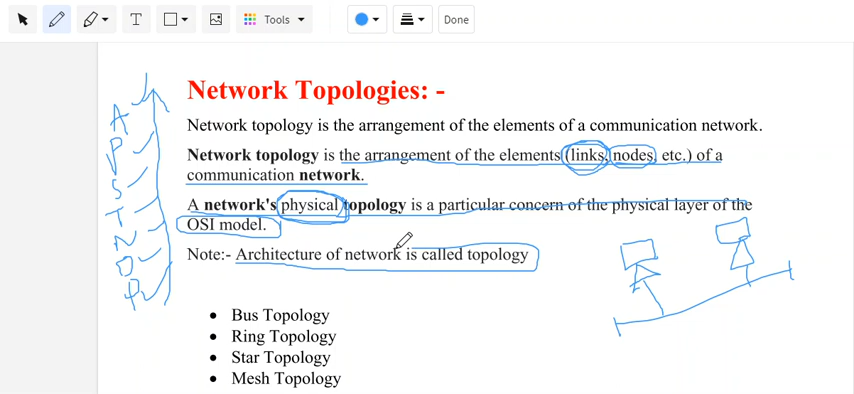 T
Tools
Done
Network Topologies: -
Network topology is the arrangement of the elements of a communication network.
Network topology is the arrangement of the elements (links, nodes, etc.) of a
communication network.
A network's physical topology is a particular concern of the physical layer of the
OSI model.
Note:- Architecture of network is called topology
• Bus Topology
• Ring Topology
• Star Topology
• Mesh Topology
A
P
S
T
N
D
P